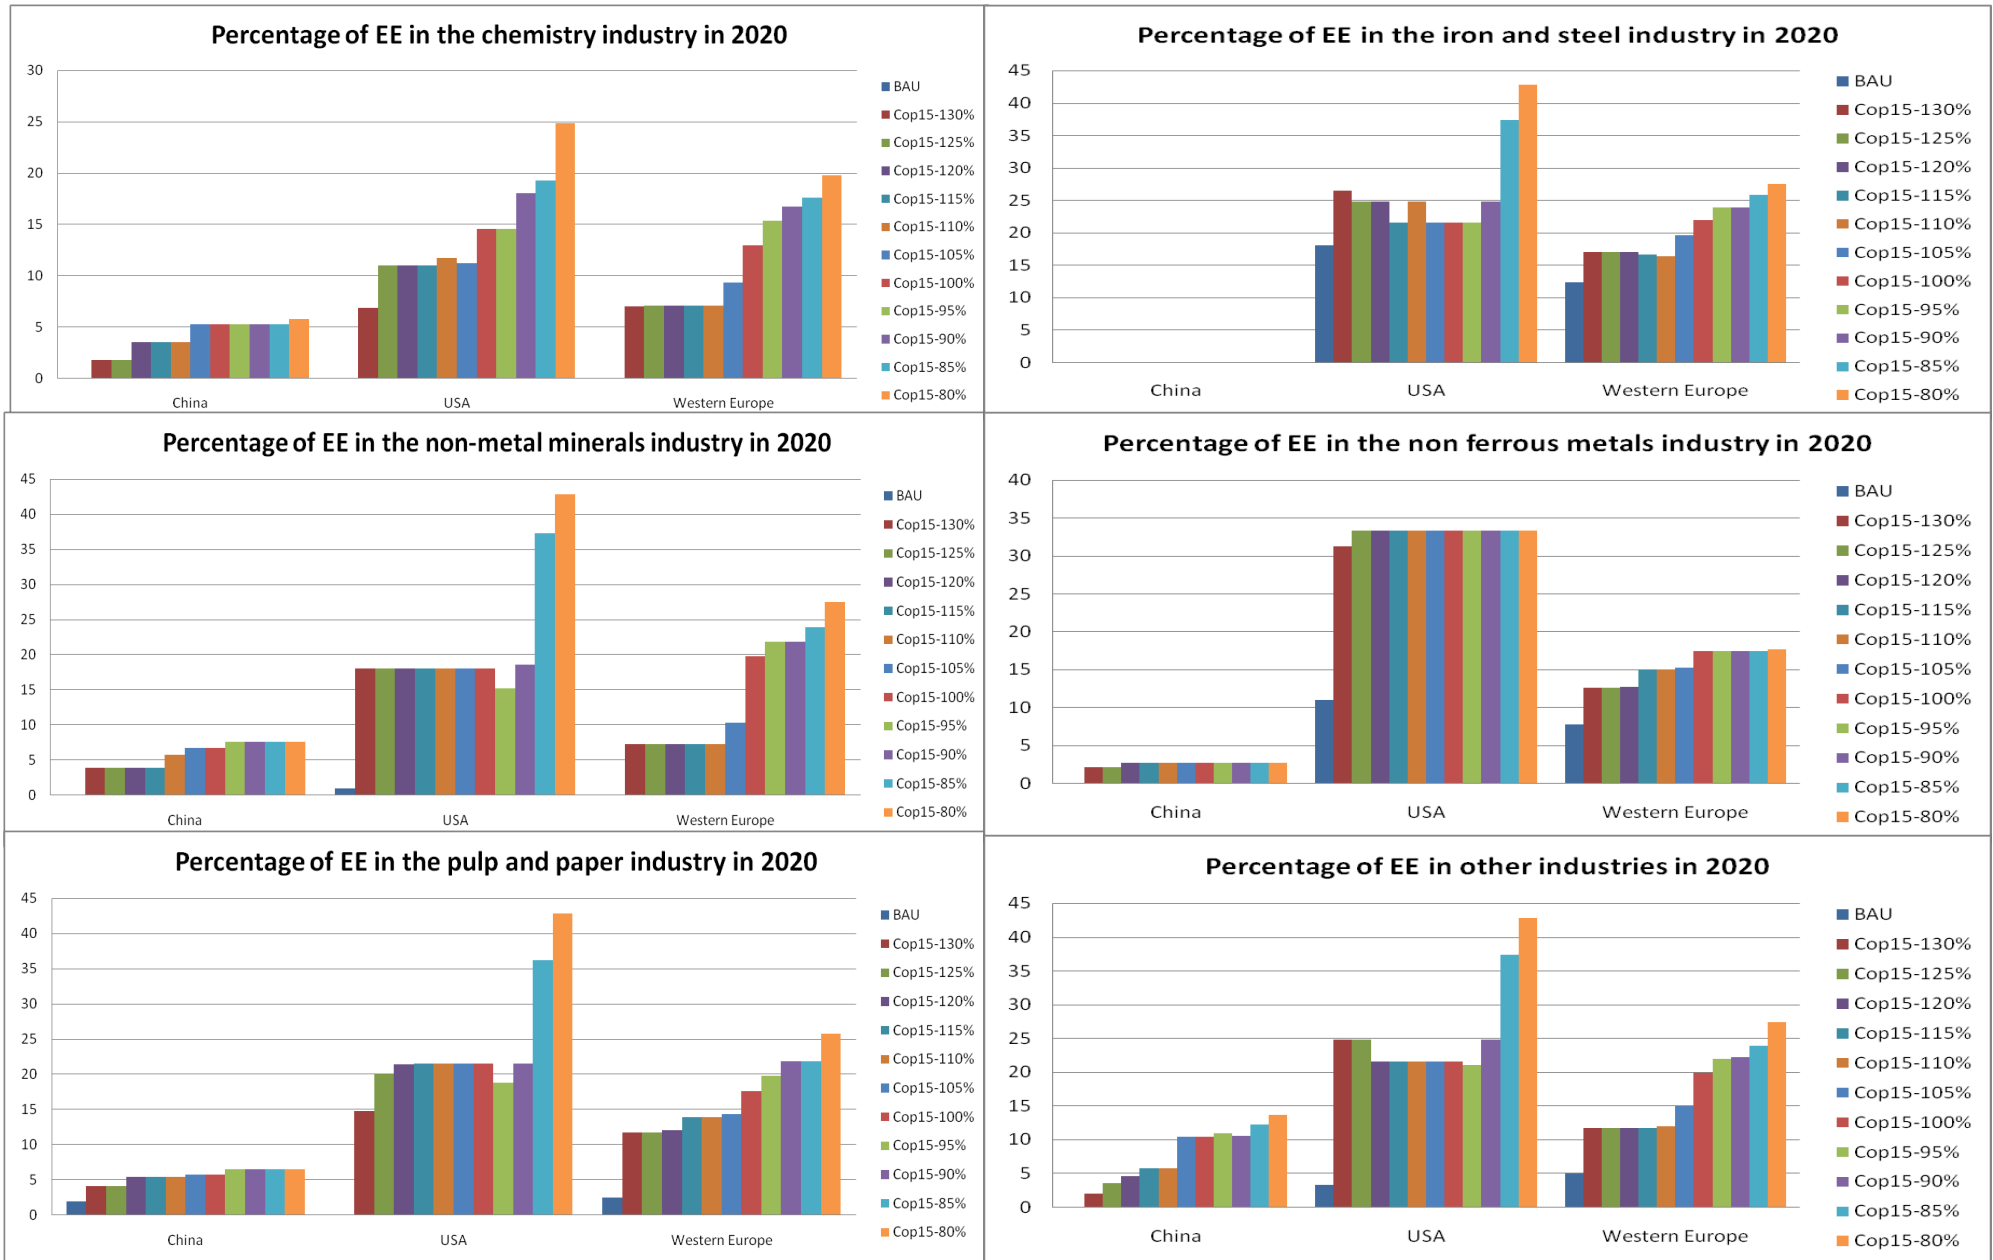 Percentage of EE in the chemistry industry in 2020
30
25
20
15
10
5
0
China
USA
Western Europe
BAU
Cop15-130%
Cop15-125%
Cop15-120%
Cop15-115%
Cop15-110%
Cop15-105%
Cop15-100%
Cop15-95%
Cop15-90%
Cop15-85%
Cop15-80%
Percentage of EE in the iron and steel industry in 2020
45
40
35
30
25
20
15
10
5
0
China
USA
Western Europe
BAU
Cop15-130%
Cop15-125%
Cop15-120%
Cop15-115%
Cop15-110%
Cop15-105%
Cop15-100%
Cop15-95%
Cop15-90%
Cop15-85%
Cop15-80%
Percentage of EE in the non-metal minerals industry in 2020
45
40
35
30
25
20
15
10
5
0
China
USA
Western Europe
BAU
Cop15-130%
Cop15-125%
Cop15-120%
Cop15-115%
Cop15-110%
Cop15-105%
Cop15-100%
Cop15-95%
Cop15-90%
Cop15-85%
Cop15-80%
Percentage of EE in the non ferrous metals industry in 2020
40
35
30
25
20
15
10
5
0
China
USA
Western Europe
BAU
Cop15-130%
Cop15-125%
Cop15-120%
Cop15-115%
Cop15-110%
Cop15-105%
Cop15-100%
Cop15-95%
Cop15-90%
Cop15-85%
Cop15-80%
Percentage of EE in the pulp and paper industry in 2020
45
40
35
30
25
20
15
10
5
0
China
USA
Western Europe
BAU
Cop15-130%
Cop15-125%
Cop15-120%
Cop15-115%
Cop15-110%
Cop15-105%
Cop15-100%
Cop15-95%
Cop15-90%
Cop15-85%
Cop15-80%
Percentage of EE in other industries in 2020
45
40
35
30
25
20
15
10
5
0
China
USA
Western Europe
BAU
Cop15-130%
Cop15-125%
Cop15-120%
Cop15-115%
Cop15-110%
Cop15-105%
Cop15-100%
Cop15-95%
Cop15-90%
Cop15-85%
Cop15-80%